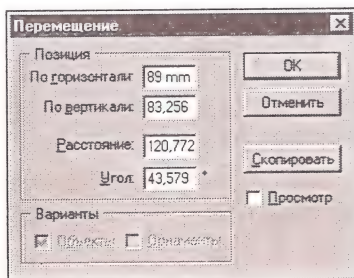 Перемещение
Позиция
По горизонтали: 89 mm
По вертикали: 83,256
Расстояние: 120,772
Угол: 43,579 °
Варианты
Объекты Орнаменты
OK
Отменить
Скопировать
Просмотр